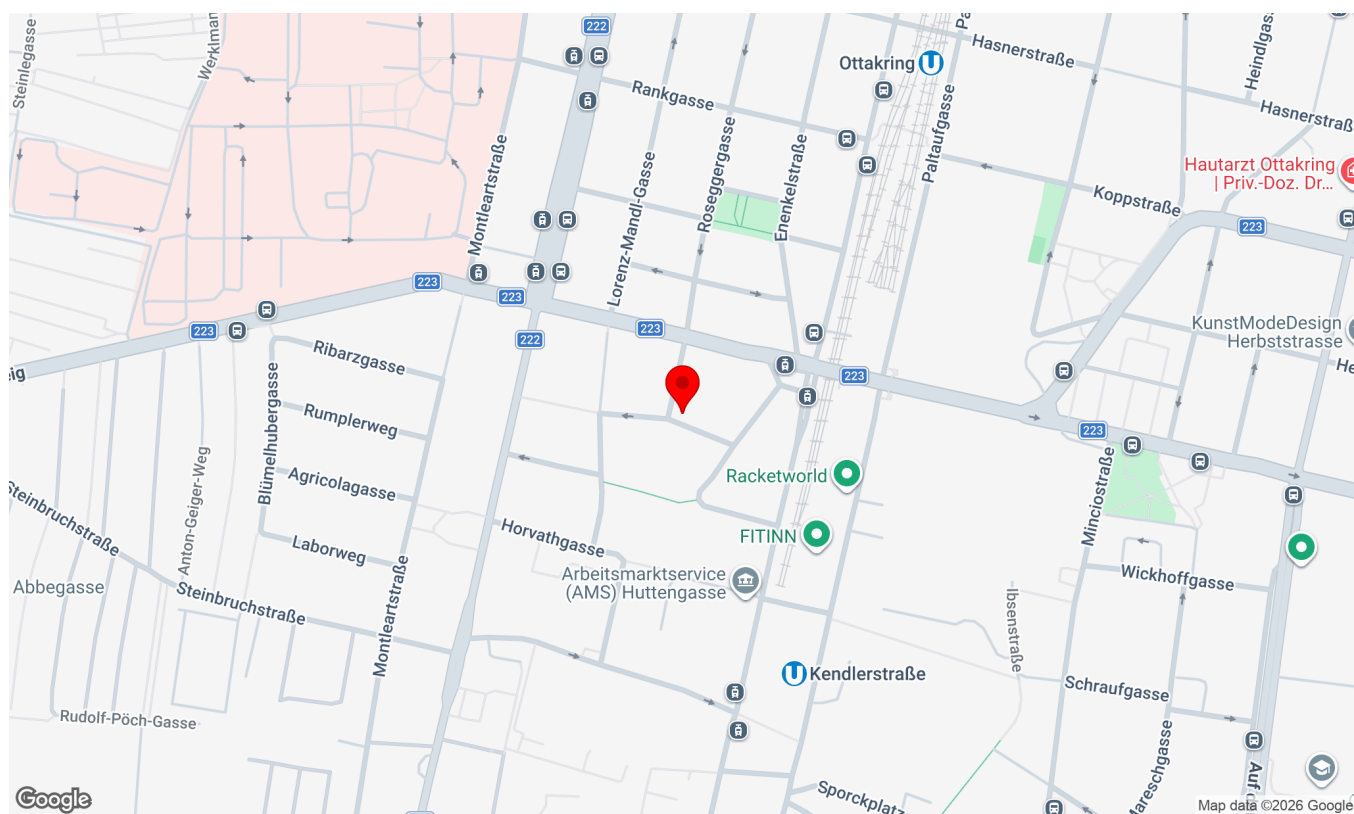 222
Steinlegasse
Hasnerstraße
Heindlgasse
Ottakring
Rankgasse
Hasnerstraße
Paltaufgasse
Montleartstraße
Lorenz-Mandl-Gasse
Roseggergasse
Enenkelstraße
Hautarzt Ottakring
| Priv.-Doz. Dr...
Koppstraße
223
223
223
223
223
222
KunstModeDesign
Herbststrasse
Ribarzgasse
223
Rumplerweg
Blümelhubergasse
Anton-Geiger-Weg
223
Agricolagasse
Racketworld
Minciostraße
Steinbruchstraße
Horvathgasse
FITINN
Laborweg
Arbeitsmarktservice
(AMS) Huttengasse
Wickhoffgasse
Abbegasse
Steinbruchstraße
Montleartstraße
Ibsenstraße
Kendlerstraße
Schraufgasse
Rudolf-Pöch-Gasse
Mareschgasse
Sporckplatz
Google
Map data ©2026 Google